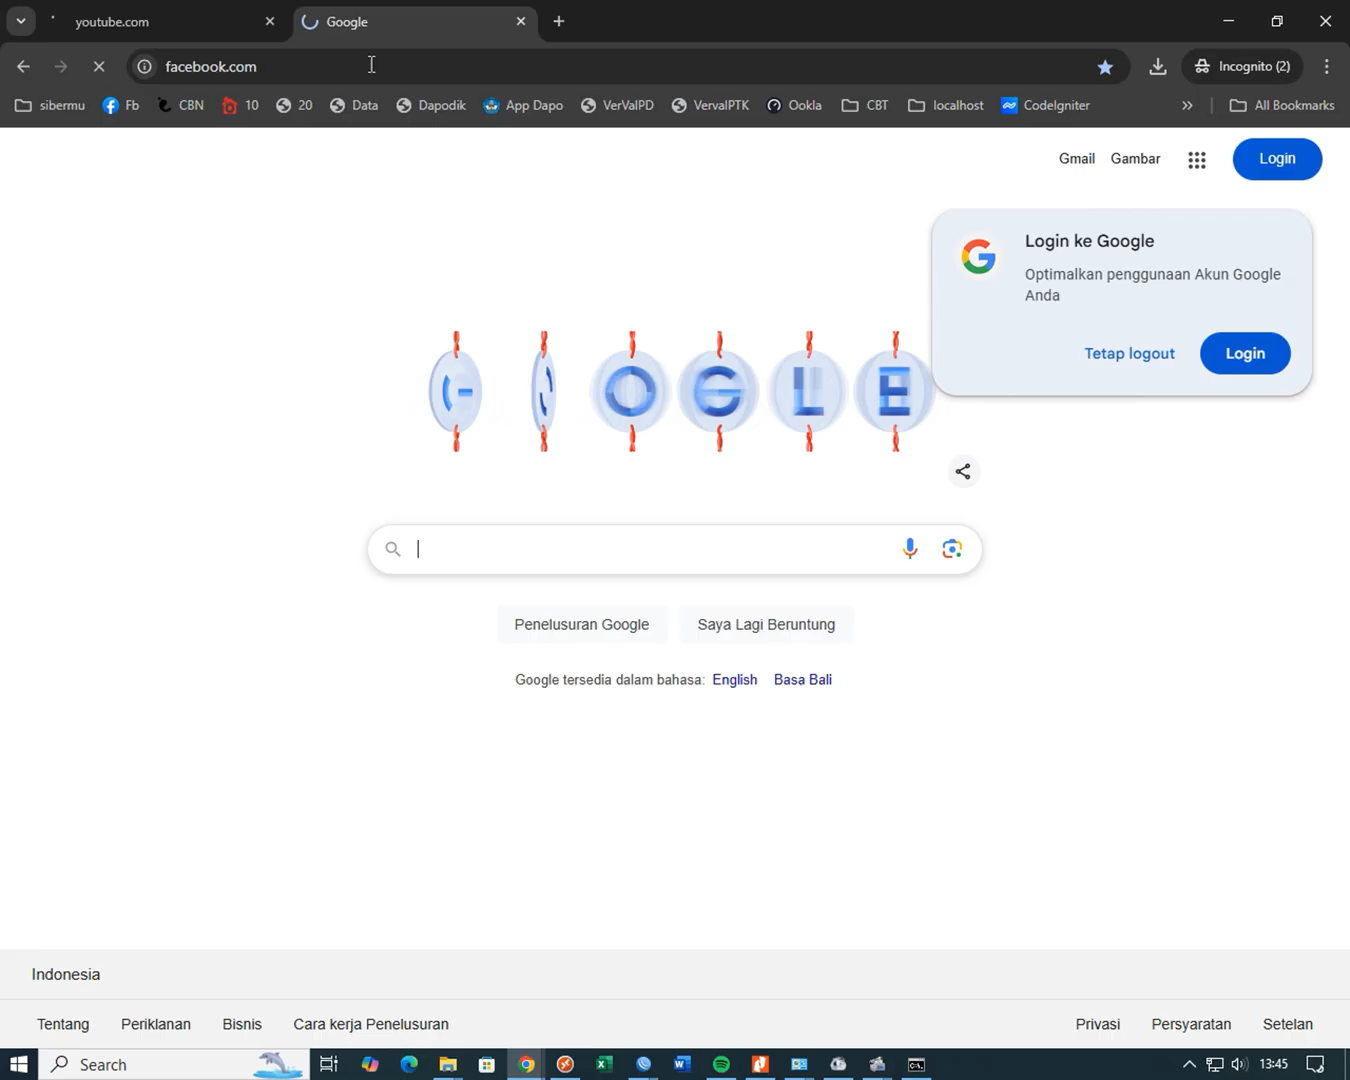 youtube.com
Google
facebook.com
Incognito (2)
sibermu
Fb
CBN
10
20
Data
Dapodik
App Dapo
VerValPD
VervalPTK
Ookla
CBT
localhost
CodeIgniter
»
All Bookmarks
Gmail
Gambar
Login
Login ke Google
Optimalkan penggunaan Akun Google
Anda
Tetap logout
Login
GOOGLE
Penelusuran Google
Saya Lagi Beruntung
Google tersedia dalam bahasa: English Basa Bali
Indonesia
Tentang
Periklanan
Bisnis
Cara kerja Penelusuran
Privasi
Persyaratan
Setelan
Search
13:45